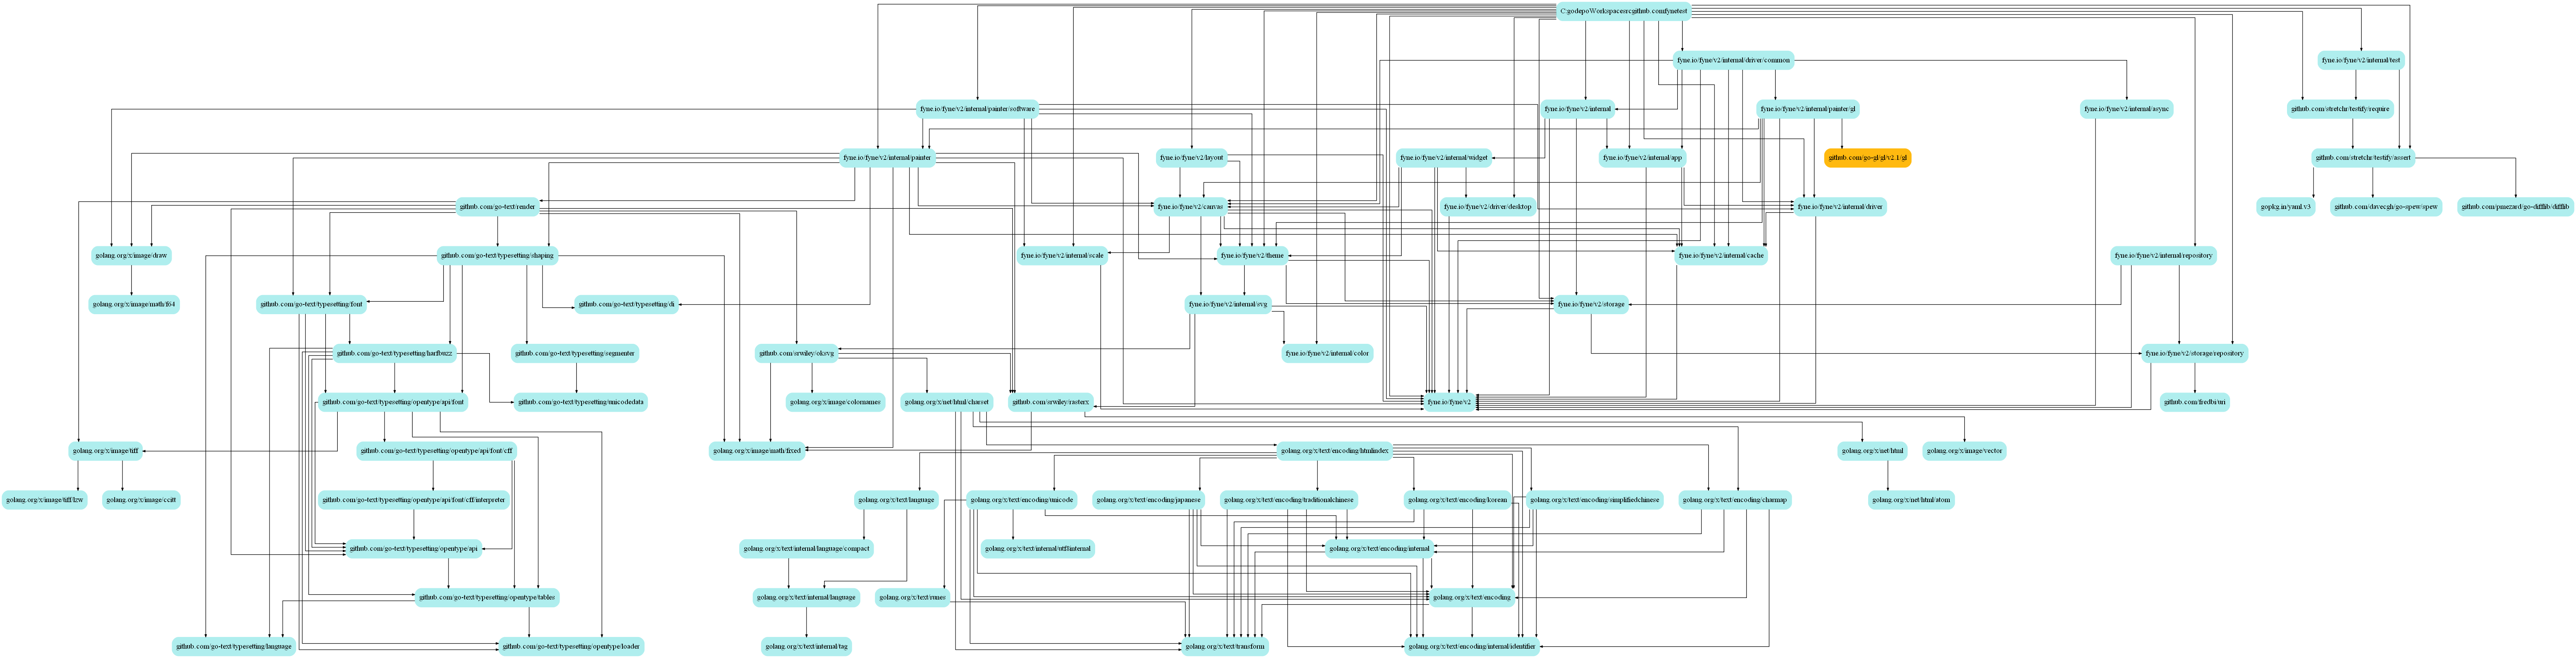 C:godepoWorkspacesrcgithub.comfynetest
fyne.io/fyne/v2/internal/driver/common
fyne.io/fyne/v2/internal/test
fyne.io/fyne/v2/internal/painter/software
fyne.io/fyne/v2/internal
fyne.io/fyne/v2/internal/painter/gl
fyne.io/fyne/v2/internal/async
github.com/stretchr/testify/require
fyne.io/fyne/v2/internal/painter
fyne.io/fyne/v2/layout
fyne.io/fyne/v2/internal/widget
fyne.io/fyne/v2/internal/app
github.com/go-gl/gl/v2.1/gl
github.com/stretchr/testify/assert
github.com/go-text/render
fyne.io/fyne/v2/canvas
fyne.io/fyne/v2/driver/desktop
fyne.io/fyne/v2/internal/driver
gopkg.in/yaml.v3
github.com/davecgh/go-spew/spew
github.com/pmezard/go-difflib/difflib
golang.org/x/image/draw
github.com/go-text/typesetting/shaping
fyne.io/fyne/v2/internal/scale
fyne.io/fyne/v2/theme
fyne.io/fyne/v2/internal/cache
fyne.io/fyne/v2/internal/repository
golang.org/x/image/math/f64
github.com/go-text/typesetting/font
github.com/go-text/typesetting/di
fyne.io/fyne/v2/internal/svg
fyne.io/fyne/v2/storage
github.com/go-text/typesetting/harfbuzz
github.com/go-text/typesetting/segmenter
github.com/srwiley/oksvg
fyne.io/fyne/v2/internal/color
fyne.io/fyne/v2/storage/repository
github.com/go-text/typesetting/opentype/api/font
github.com/go-text/typesetting/unicodedata
golang.org/x/image/colornames
golang.org/x/net/html/charset
github.com/srwiley/rasterx
fyne.io/fyne/v2
github.com/fredbi/uri
golang.org/x/image/tiff
github.com/go-text/typesetting/opentype/api/font/cff
golang.org/x/image/math/fixed
golang.org/x/text/encoding/htmlindex
golang.org/x/net/html
golang.org/x/image/vector
golang.org/x/image/tiff/lzw
golang.org/x/image/ccitt
github.com/go-text/typesetting/opentype/api/font/cff/interpreter
golang.org/x/text/language
golang.org/x/text/encoding/unicode
golang.org/x/text/encoding/japanese
golang.org/x/text/encoding/traditionalchinese
golang.org/x/text/encoding/korean
golang.org/x/text/encoding/simplifiedchinese
golang.org/x/text/encoding/charmap
golang.org/x/net/html/atom
github.com/go-text/typesetting/opentype/api
golang.org/x/text/internal/language/compact
golang.org/x/text/internal/utf8internal
golang.org/x/text/encoding/internal
github.com/go-text/typesetting/opentype/tables
golang.org/x/text/internal/language
golang.org/x/text/runes
golang.org/x/text/encoding
github.com/go-text/typesetting/language
github.com/go-text/typesetting/opentype/loader
golang.org/x/text/internal/tag
golang.org/x/text/transform
golang.org/x/text/encoding/internal/identifier